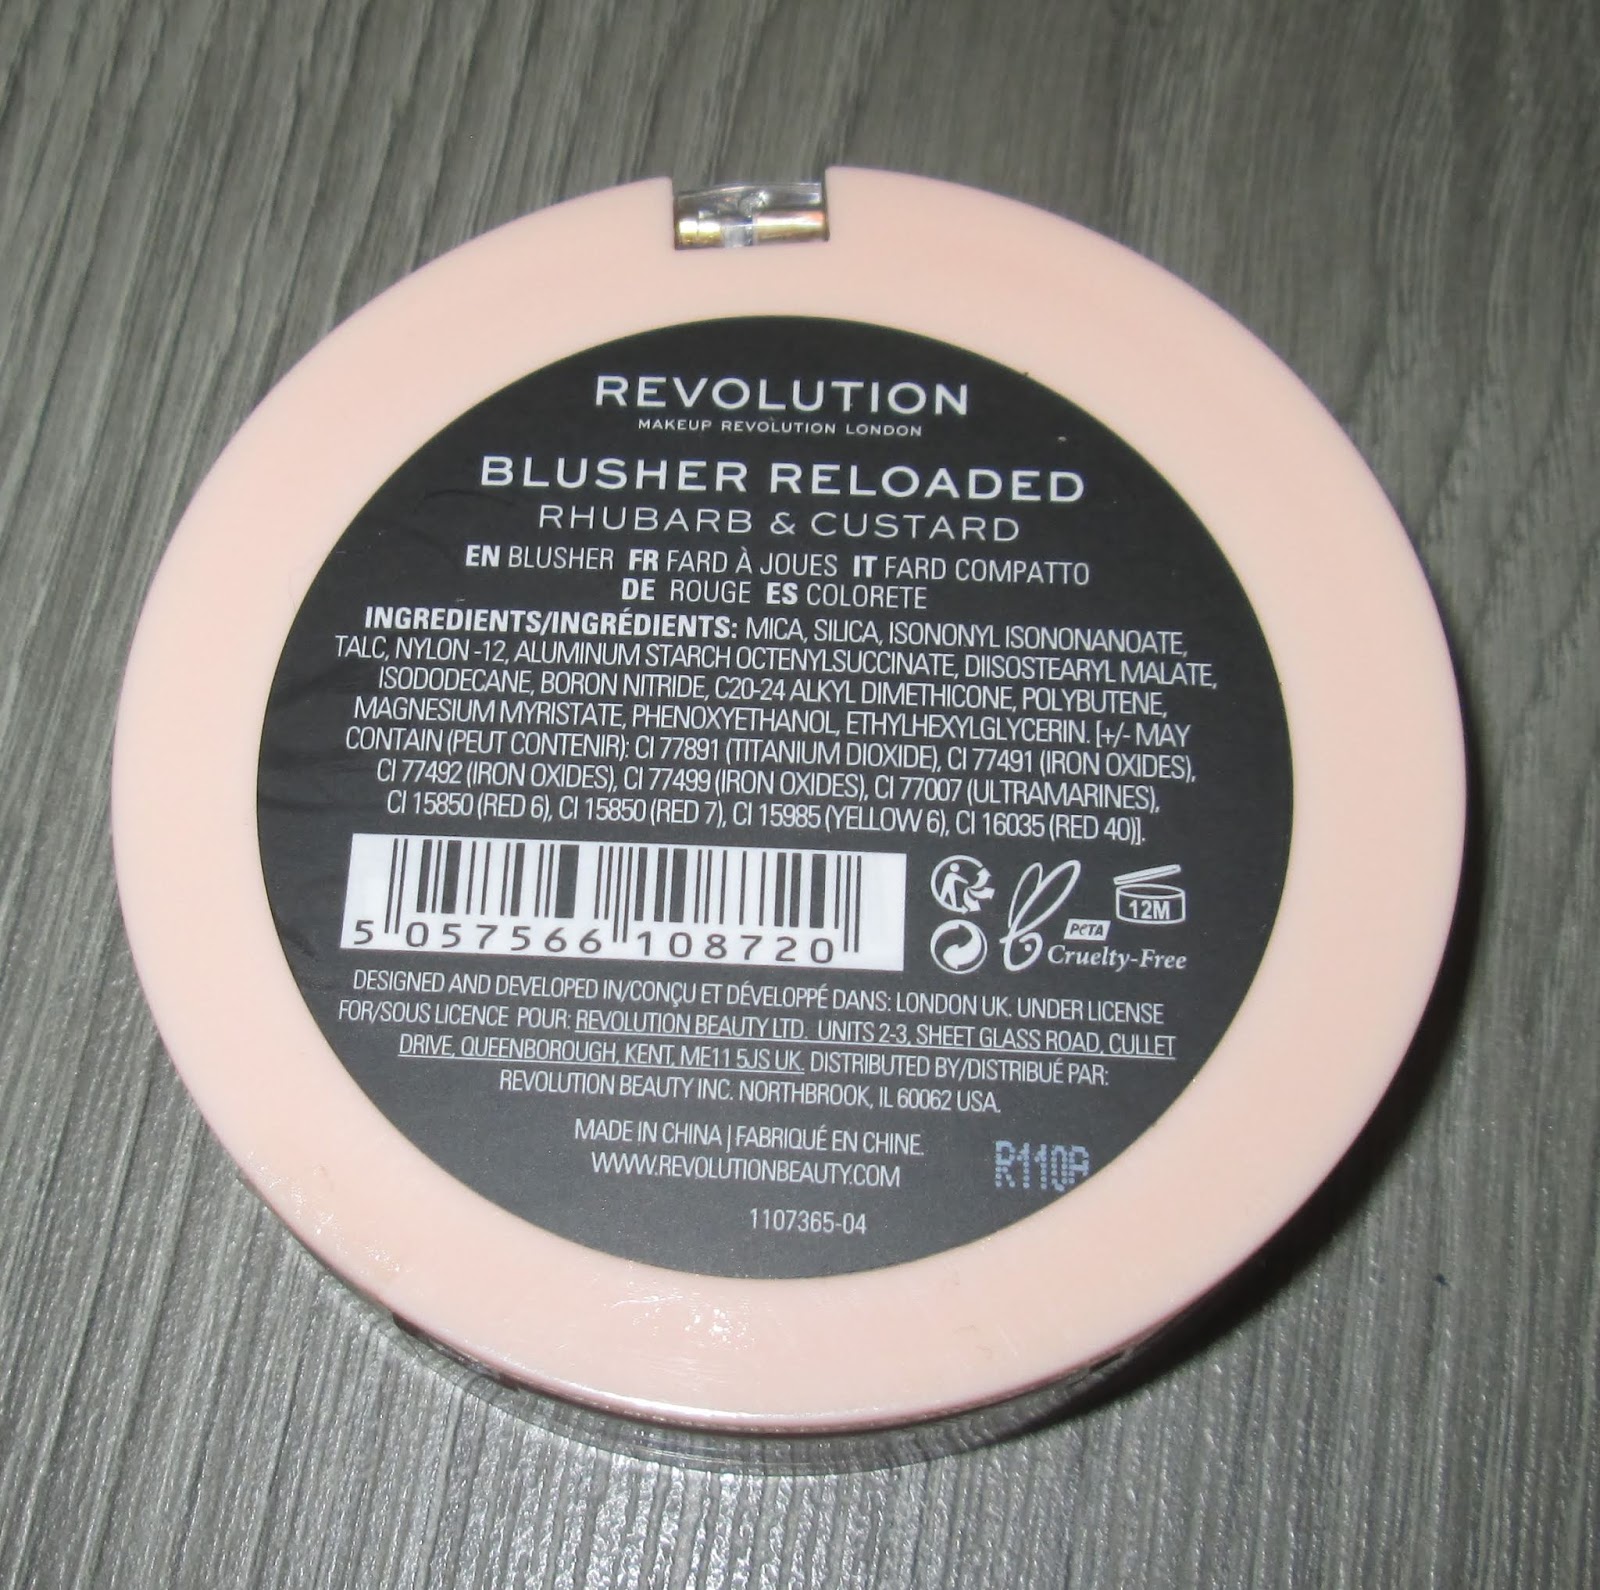 REVOLUTION
MAKEUP REVOLUTION LONDON
BLUSHER RELOADED
RHUBARB & CUSTARD
EN BLUSHER FR FARD À JOUES IT FARD COMPATTO
DE ROUGE ES COLORETE
INGREDIENTS/INGRÉDIENTS: MICA, SILICA, ISONONYL ISONONANOATE,
TALC, NYLON -12, ALUMINUM STARCH OCTENYLSUCCINATE, DIISOSTEARYL MALATE,
ISODODECANE, BORON NITRIDE, C20-24 ALKYL DIMETHICONE, POLYBUTENE,
MAGNESIUM MYRISTATE, PHENOXYETHANOL, ETHYLHEXYLGLYCERIN. [+/- MAY
CONTAIN (PEUT CONTENIR): CI 77891 (TITANIUM DIOXIDE), CI 77491 (IRON OXIDES),
CI 77492 (IRON OXIDES), CI 77499 (IRON OXIDES), CI 77007 (ULTRAMARINES),
CI 15850 (RED 6), CI 15850 (RED 7), CI 15985 (YELLOW 6), CI 16035 (RED 40)].
5 057566 108720
12M
PETA
Cruelty-Free
DESIGNED AND DEVELOPED IN/CONÇU ET DÉVELOPPÉ DANS: LONDON UK. UNDER LICENSE
FOR/SOUS LICENCE POUR: REVOLUTION BEAUTY LTD. UNITS 2-3, SHEET GLASS ROAD, CULLET
DRIVE, QUEENBOROUGH, KENT, ME11 5JS UK. DISTRIBUTED BY/DISTRIBUÉ PAR:
REVOLUTION BEAUTY INC. NORTHBROOK, IL 60062 USA.
MADE IN CHINA | FABRIQUÉ EN CHINE.
WWW.REVOLUTIONBEAUTY.COM
1107365-04